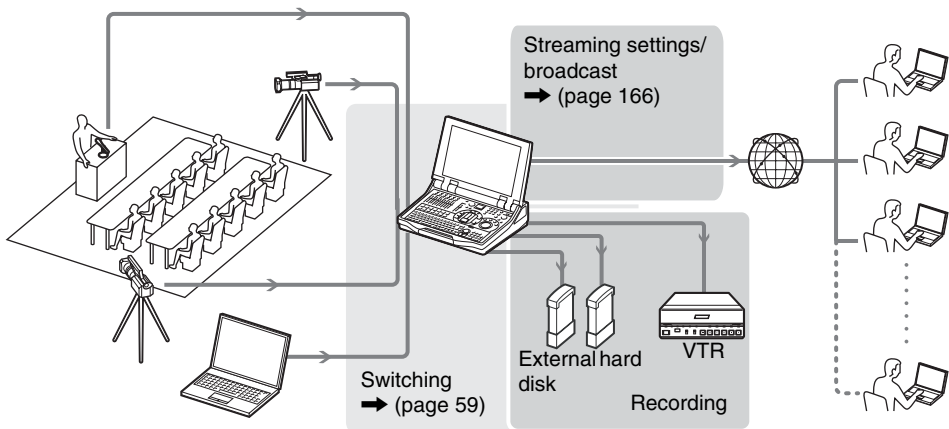 Streaming settings/
broadcast
➡ (page 166)
External hard
disk
VTR
Switching
➡ (page 59)
Recording